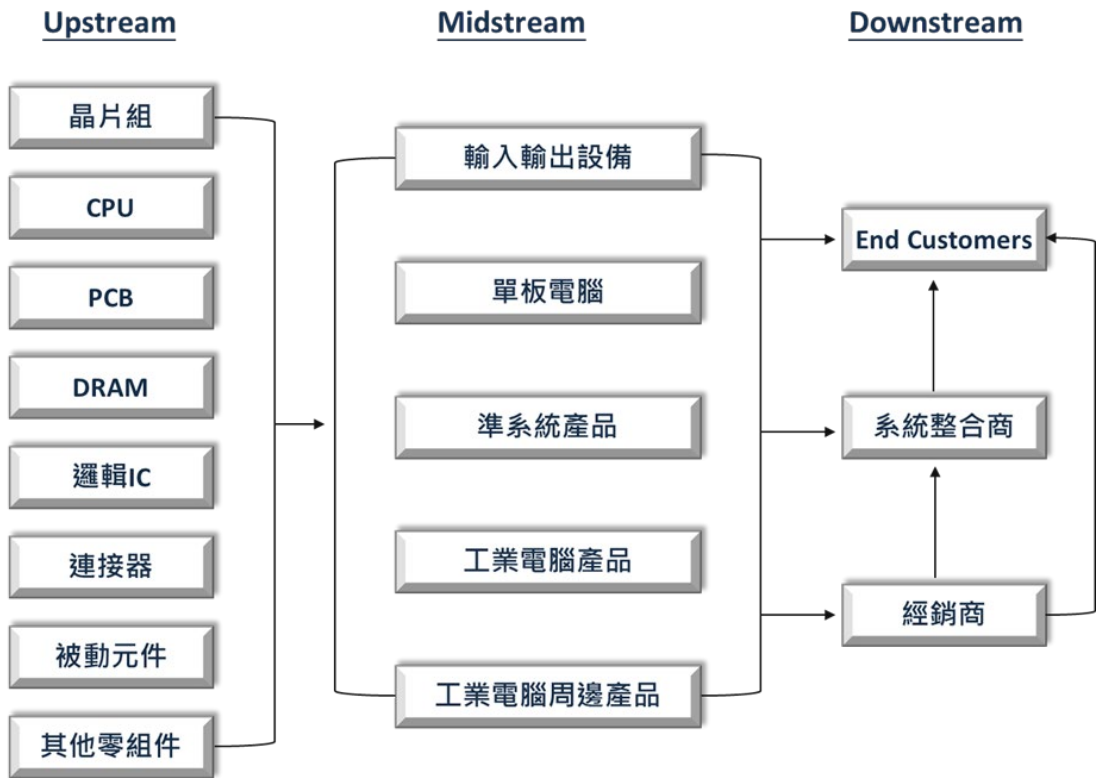 Upstream
Midstream
Downstream
晶片組
CPU
PCB
DRAM
邏輯IC
連接器
被動元件
其他零組件
輸入輸出設備
單板電腦
準系統產品
工業電腦產品
工業電腦周邊產品
End Customers
系統整合商
經銷商